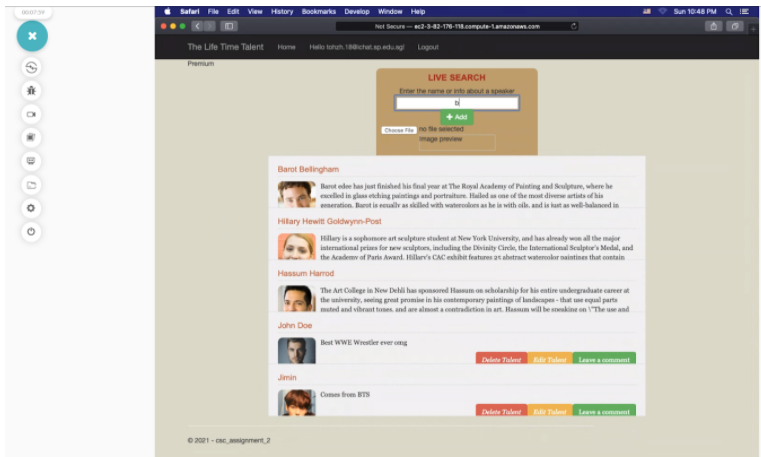 00:07:59
Safari File Edit View History Bookmarks Develop Window Help
Sun 10:48 PM
Not Secure — ec2-3-82-176-118.compute-1.amazonaws.com
The Life Time Talent Home Logout
Premium
LIVE SEARCH
Enter the name or info about a speaker
b
+ Add
Choose File no file selected
Image preview
Barot Bellingham
Barot edee has just finished his final year at The Royal Academy of Painting and Sculpture, where he
excelled in glass etching paintings and portraiture. Hailed as one of the most diverse artists of his
generation. Barot is equally as skilled with watercolors as he is with oils, and is just as well-balanced in
Hillary Hewitt Goldwynn-Post
Hillary is a sophomore art sculpture student at New York University, and has already won all the major
international prizes for new sculptors, including the Divinity Circle, the International Sculptor's Medal, and
the Academy of Paris Award. Hillary's CAC exhibit features 25 abstract watercolor paintings that contain
Hassum Harrod
The Art College in New Dehli has sponsored Hassum on scholarship for his entire undergraduate career at
the university, seeing great promise in his contemporary paintings of landscapes - that use equal parts
muted and vibrant tones, and are almost a contradiction in art. Hassum will be speaking on \"The use and
John Doe
Best WWE Wrestler ever omg
Delete Talent Edit Talent Leave a comment
Jimin
Comes from BTS
Delete Talent Edit Talent Leave a comment
© 2021 - csc_assignment_2